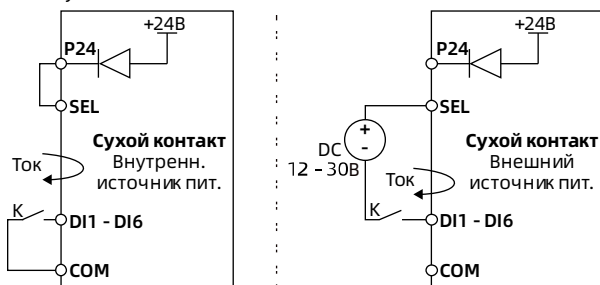 +24В
P24
SEL
Сухой контакт
Внутренн.
источник пит.
Ток
K
DI1 - DI6
COM
+24В
P24
SEL
+
-
DC
12 - 30В
Сухой контакт
Внешний
источник пит.
Ток
K
DI1 - DI6
COM